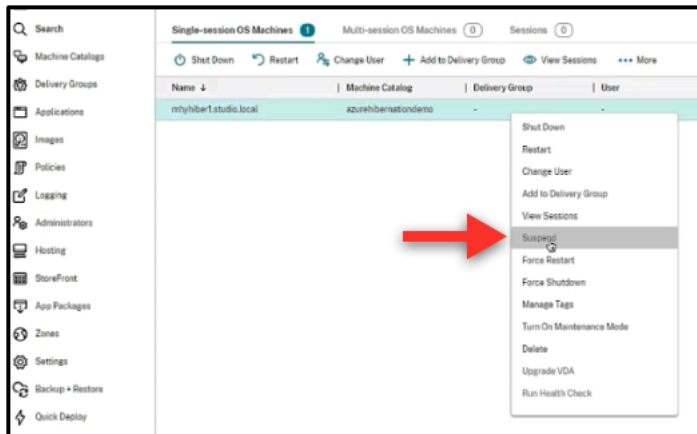 Search
Machine Catalogs
Delivery Groups
Applications
Images
Policies
Logging
Administrators
Hosting
StoreFront
App Packages
Zones
Settings
Backup + Restore
Quick Deploy
Single-session OS Machines 1 Multi-session OS Machines 0 Sessions 0
Shut Down Restart Change User Add to Delivery Group View Sessions More
Name Machine Catalog Delivery Group User
mhyhiber1.studio.local azurehibernationdemo - -
Shut Down
Restart
Change User
Add to Delivery Group
View Sessions
Suspend
Force Restart
Force Shutdown
Manage Tags
Turn On Maintenance Mode
Delete
Upgrade VDA
Run Health Check